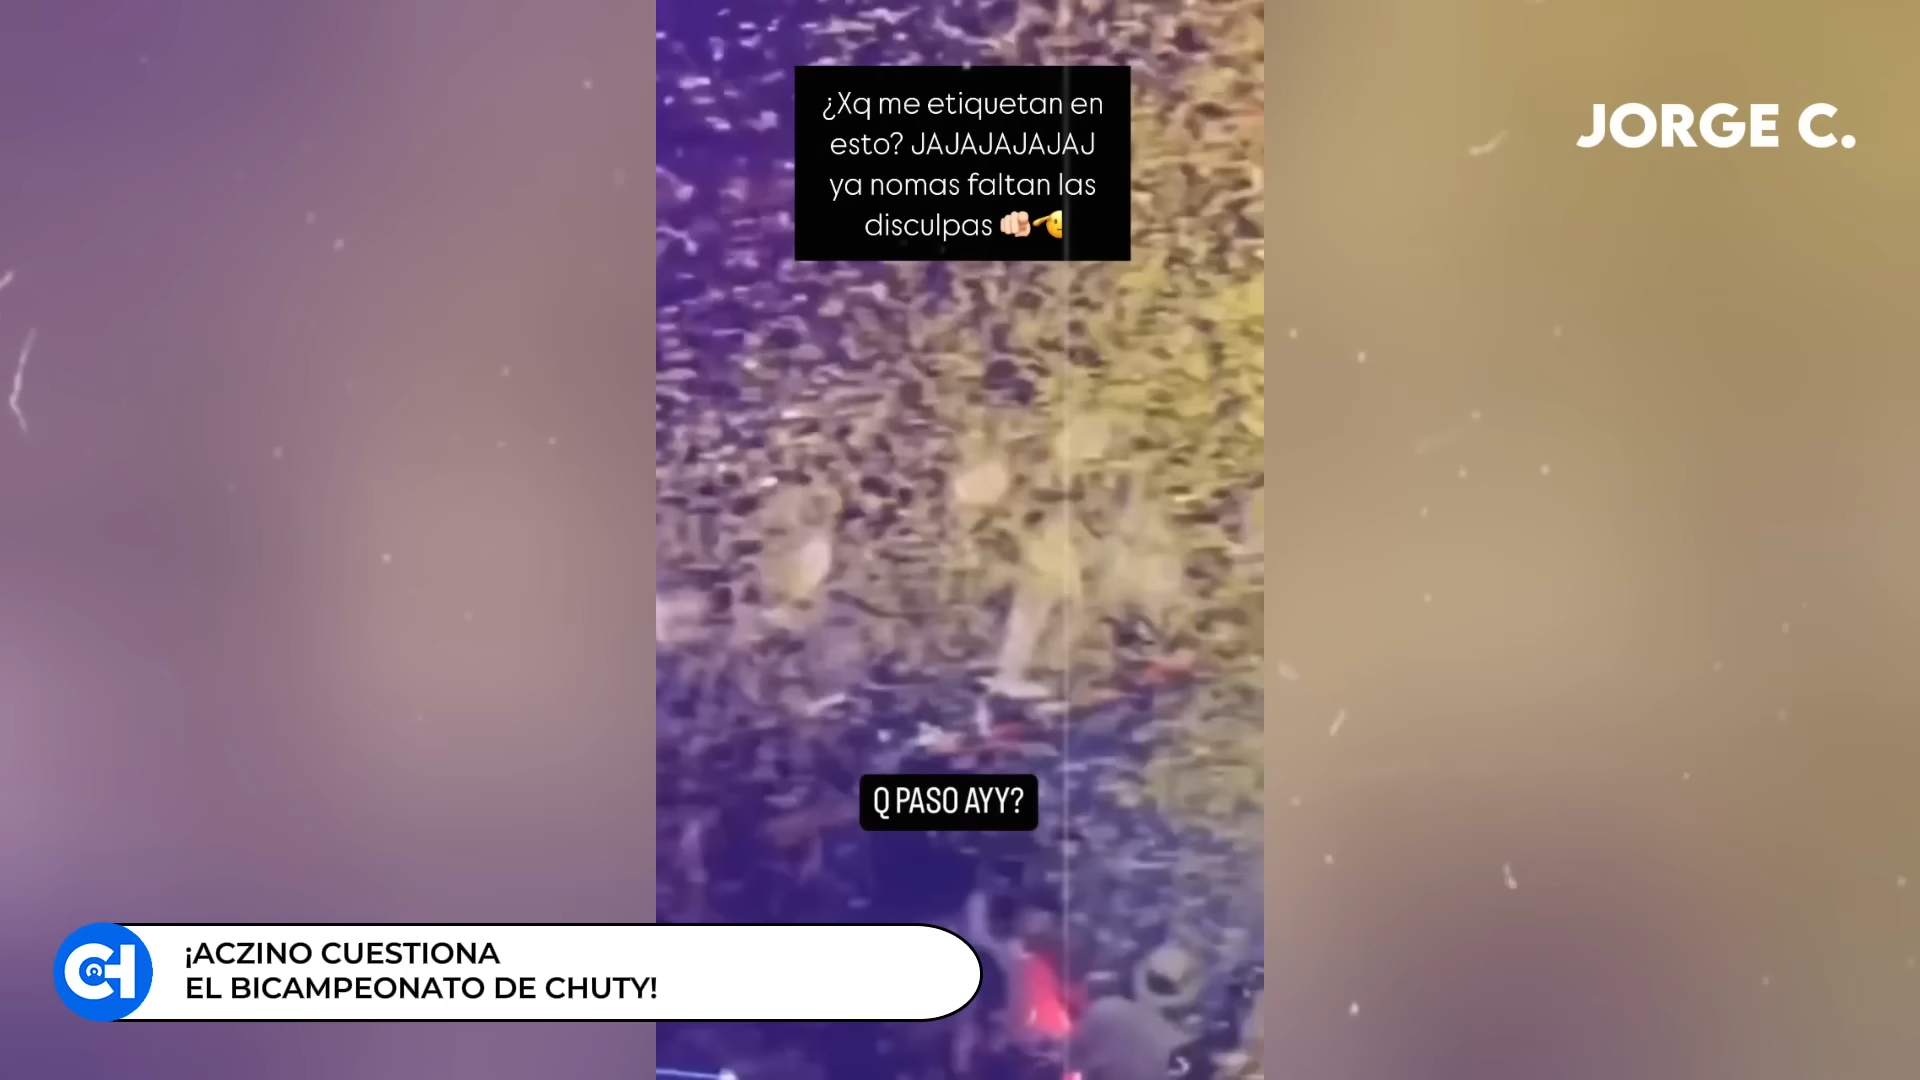 ¿Xq me etiquetan en
esto? JAJAJAJAJAJ
ya nomas faltan las
disculpas 🫵🏻🫡
JORGE C.
Q PASO AYY?
¡ACZINO CUESTIONA
EL BICAMPEONATO DE CHUTY!